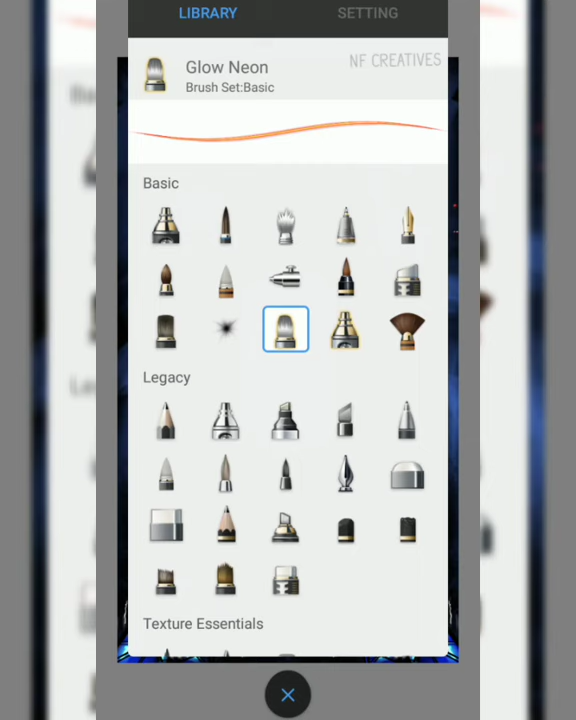 LIBRARY
SETTING
Glow Neon
NF CREATIVES
Brush Set:Basic
Basic
Legacy
Texture Essentials